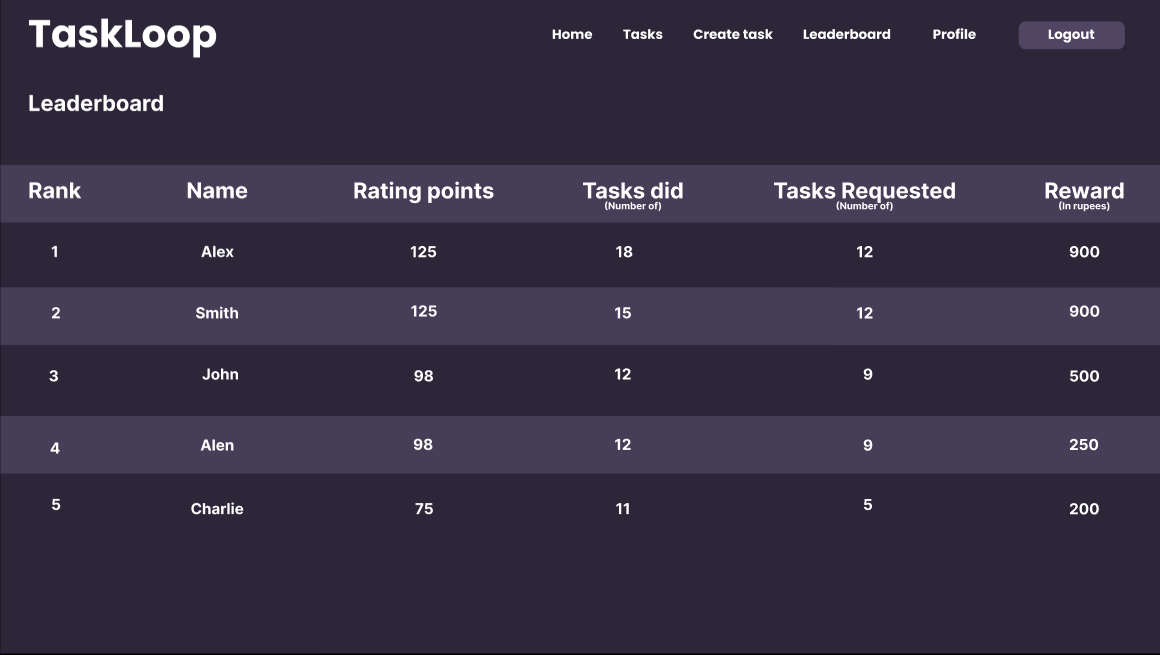 TaskLoop Home Tasks Create task Leaderboard Profile Logout
Leaderboard
Rank Name Rating points Tasks did Tasks Requested Reward
(Number of) (Number of) (In rupees)
1 Alex 125 18 12 900
2 Smith 125 15 12 900
3 John 98 12 9 500
4 Alen 98 12 9 250
5 Charlie 75 11 5 200